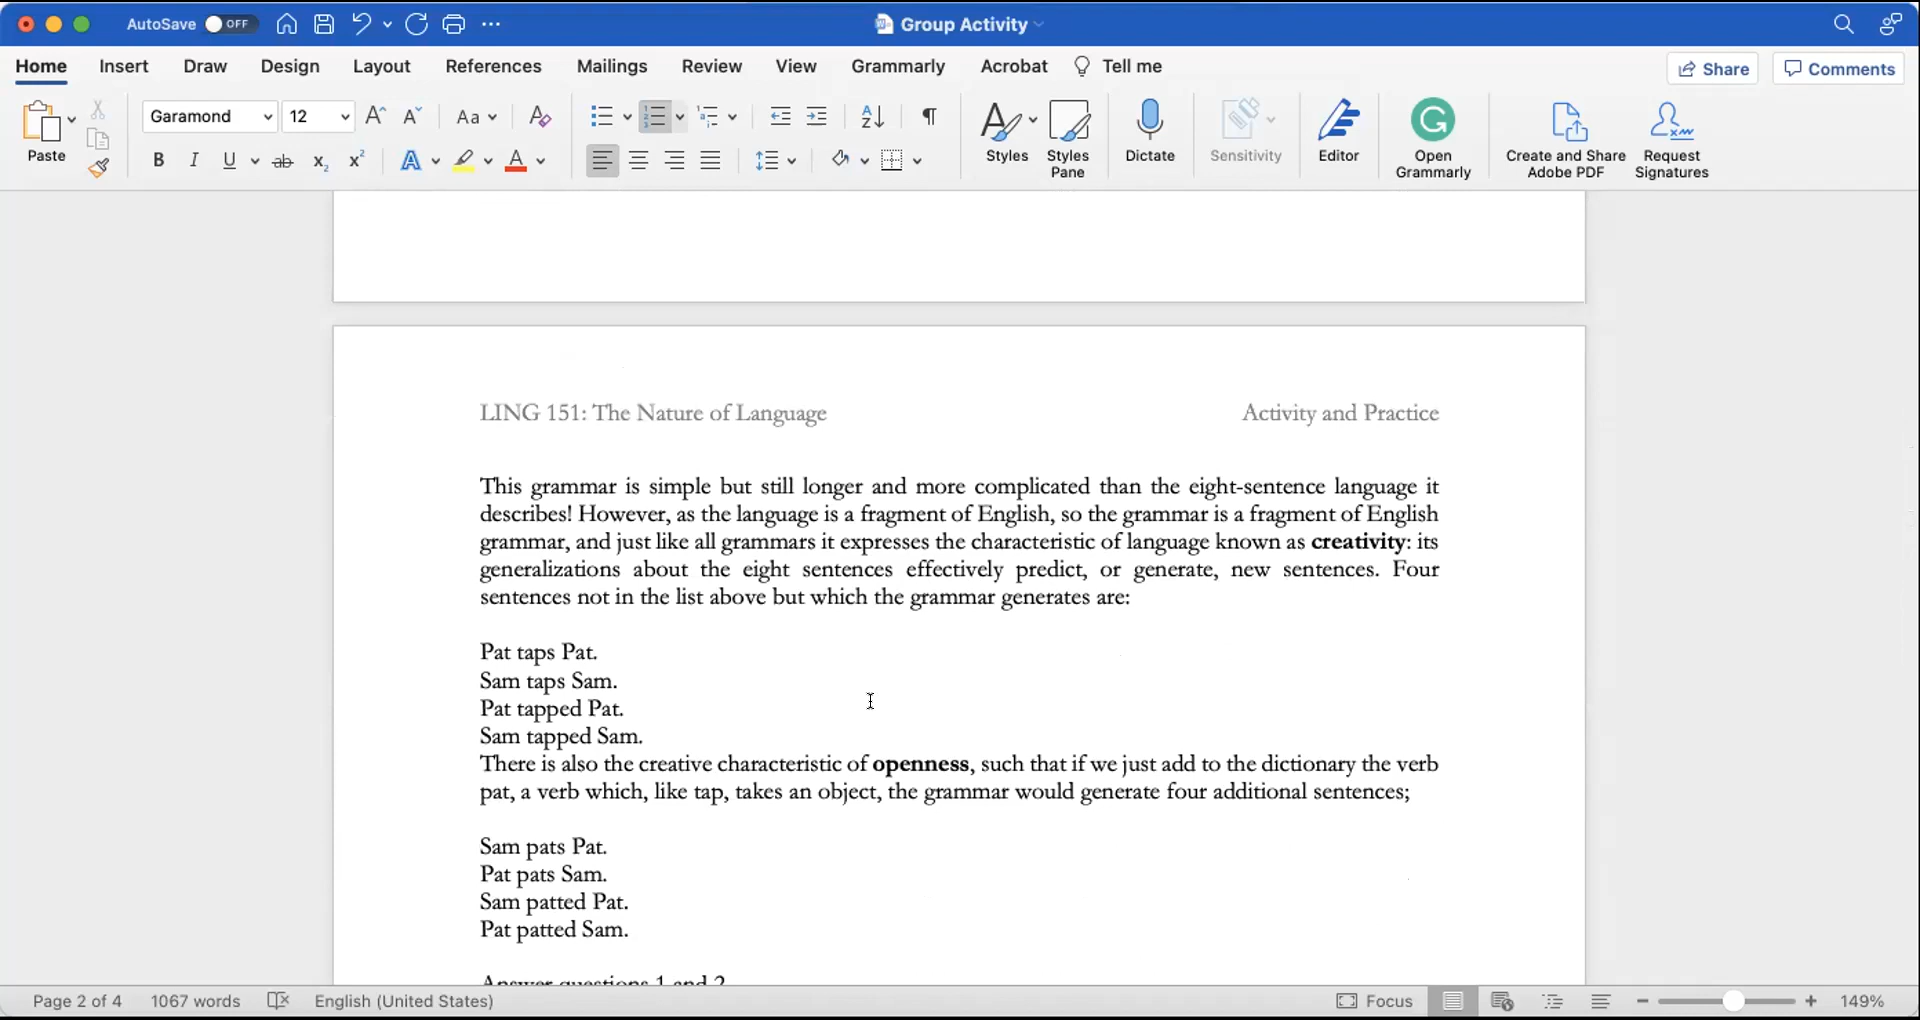 AutoSave OFF
Group Activity
Home Insert Draw Design Layout References Mailings Review View Grammarly Acrobat Tell me
Share Comments
Paste
Garamond 12
Aa
Styles
Styles Pane
Dictate
Sensitivity
Editor
Open Grammarly
Create and Share Adobe PDF
Request Signatures
LING 151: The Nature of Language Activity and Practice
This grammar is simple but still longer and more complicated than the eight-sentence language it
describes! However, as the language is a fragment of English, so the grammar is a fragment of English
grammar, and just like all grammars it expresses the characteristic of language known as creativity: its
generalizations about the eight sentences effectively predict, or generate, new sentences. Four
sentences not in the list above but which the grammar generates are:
Pat taps Pat.
Sam taps Sam.
Pat tapped Pat.
Sam tapped Sam.
There is also the creative characteristic of openness, such that if we just add to the dictionary the verb
pat, a verb which, like tap, takes an object, the grammar would generate four additional sentences;
Sam pats Pat.
Pat pats Sam.
Sam patted Pat.
Pat patted Sam.
Answer questions 1 and 2
Page 2 of 4 1067 words English (United States) Focus 149%